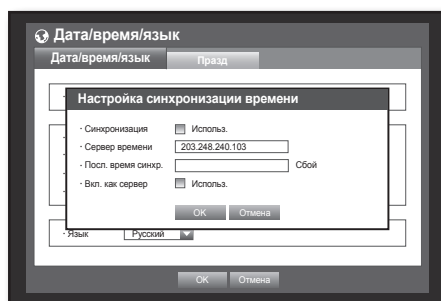 Дата/время/язык
Дата/время/язык Празд
Настройка синхронизации времени
· Синхронизация Использ.
· Сервер времени 203.248.240.103
· Посл. время синхр. Сбой
· Вкл. как сервер Использ.
OK Отмена
· Язык Русский
OK Отмена